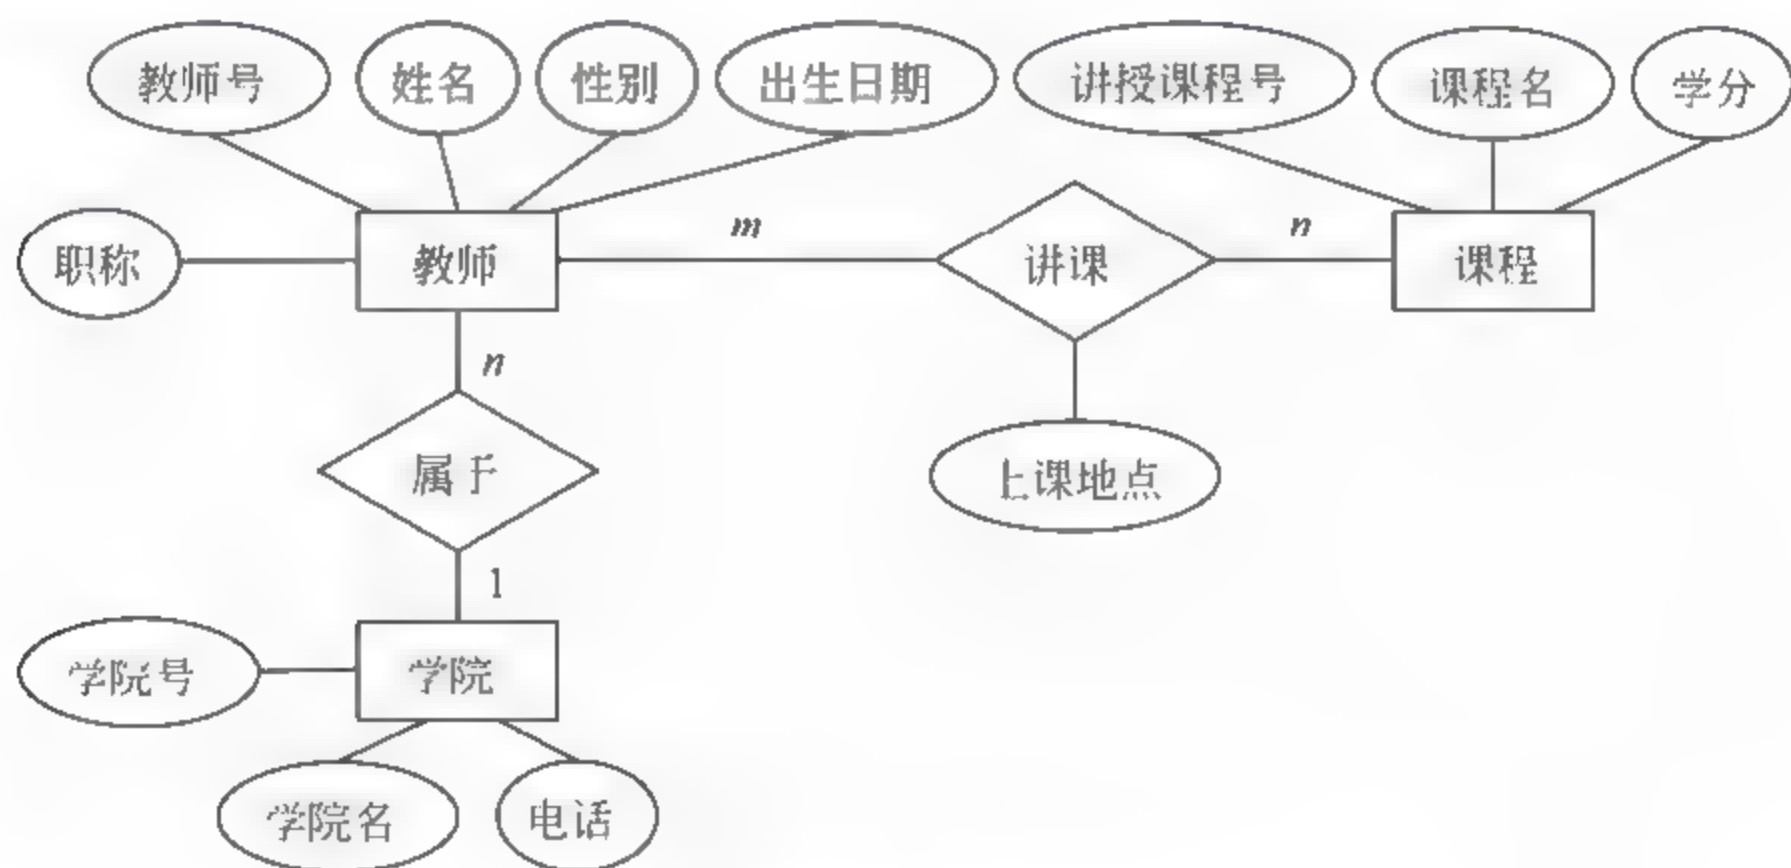 教师号 姓名 性别 出生日期 讲授课程号 课程名 学分
职称 教师 m 讲课 n 课程
n
属于 上课地点
1
学院号 学院
学院名 电话